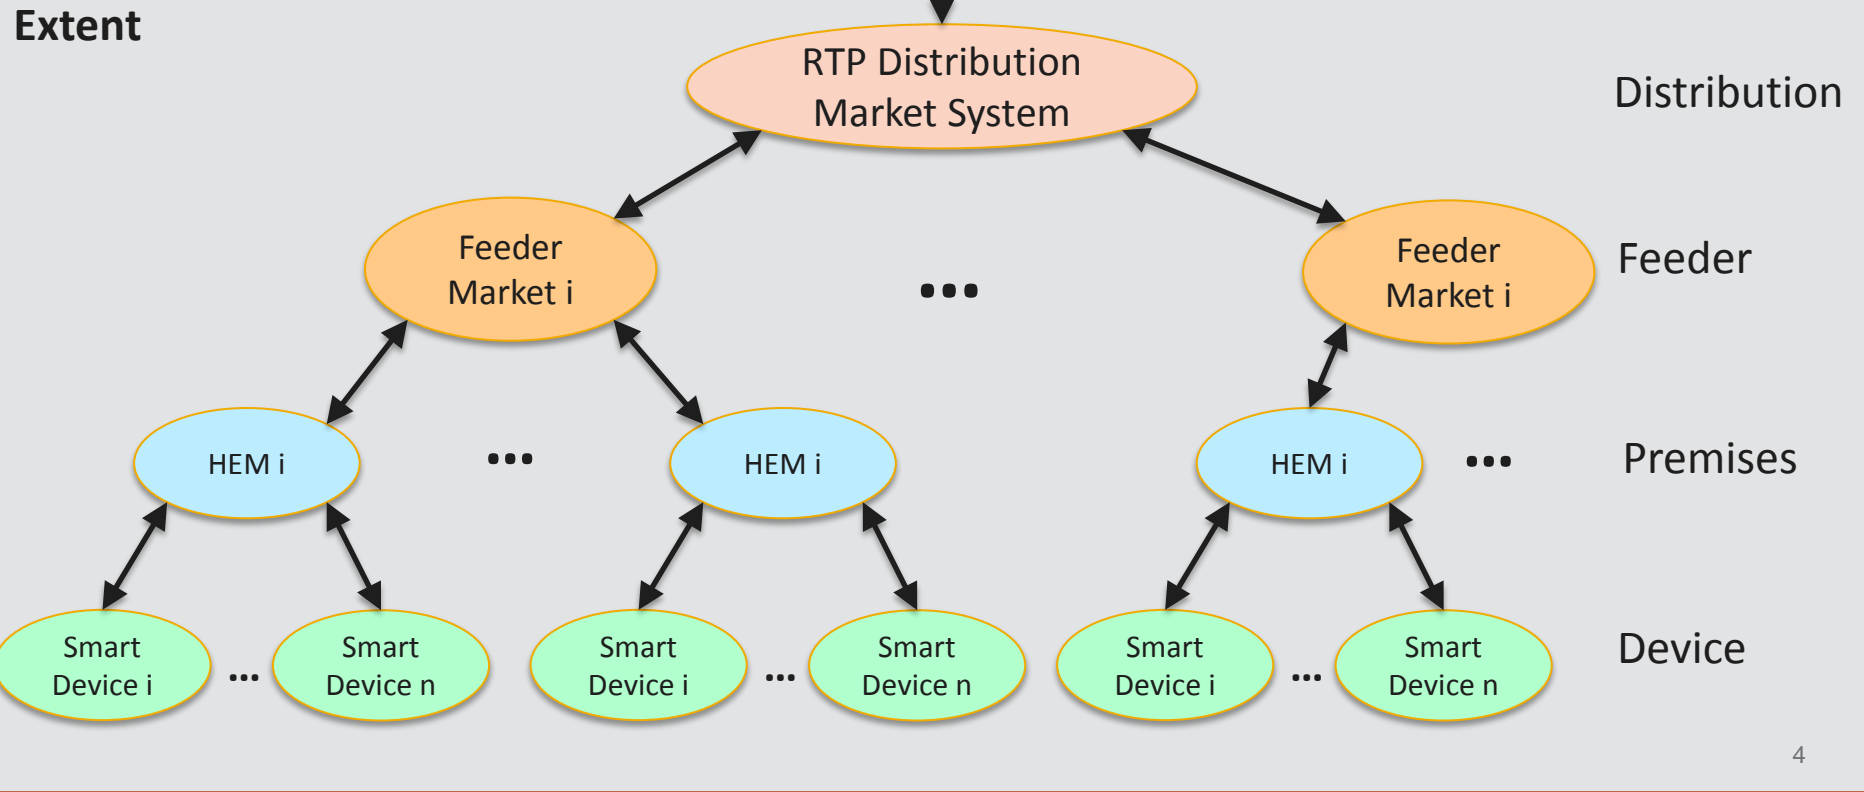 Extent
RTP Distribution
Market System
Distribution
Feeder
Market i
...
Feeder
Market i
Feeder
HEM i
...
HEM i
HEM i
...
Premises
Smart
Device i
...
Smart
Device n
Smart
Device i
...
Smart
Device n
Smart
Device i
...
Smart
Device n
Device
4